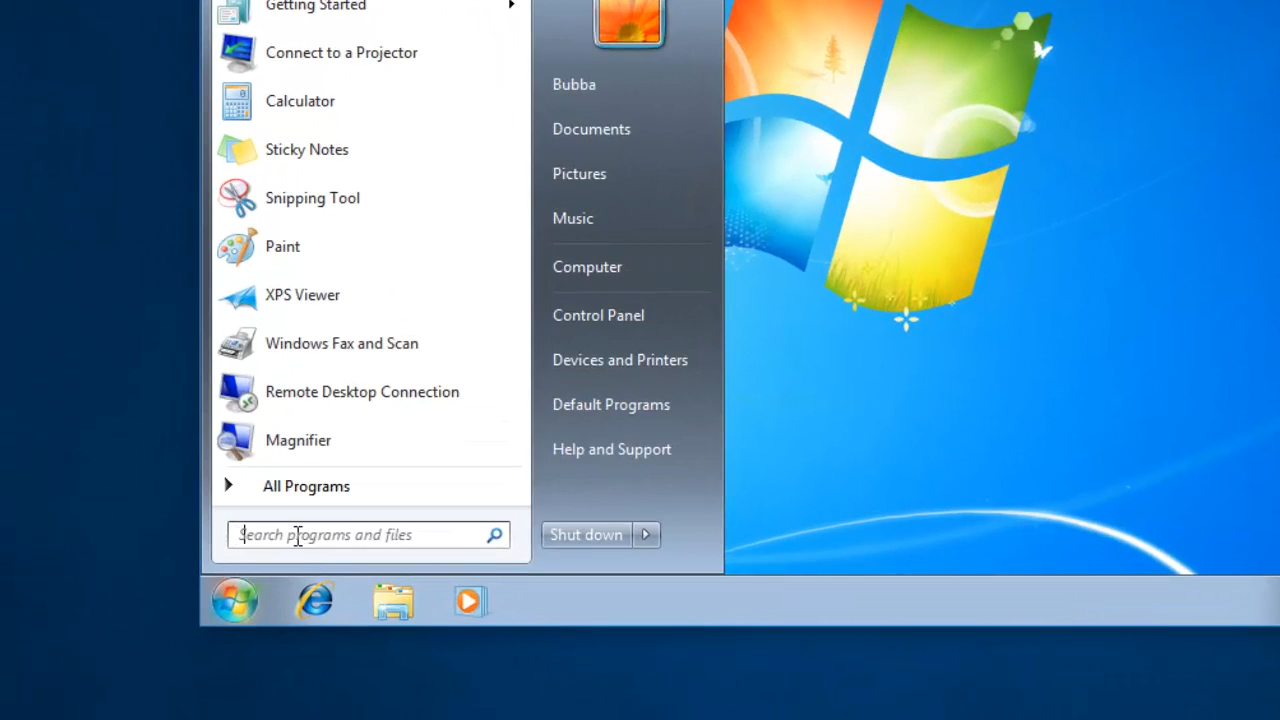 Getting Started
Connect to a Projector
Calculator
Sticky Notes
Snipping Tool
Paint
XPS Viewer
Windows Fax and Scan
Remote Desktop Connection
Magnifier
All Programs
Search programs and files
Bubba
Documents
Pictures
Music
Computer
Control Panel
Devices and Printers
Default Programs
Help and Support
Shut down